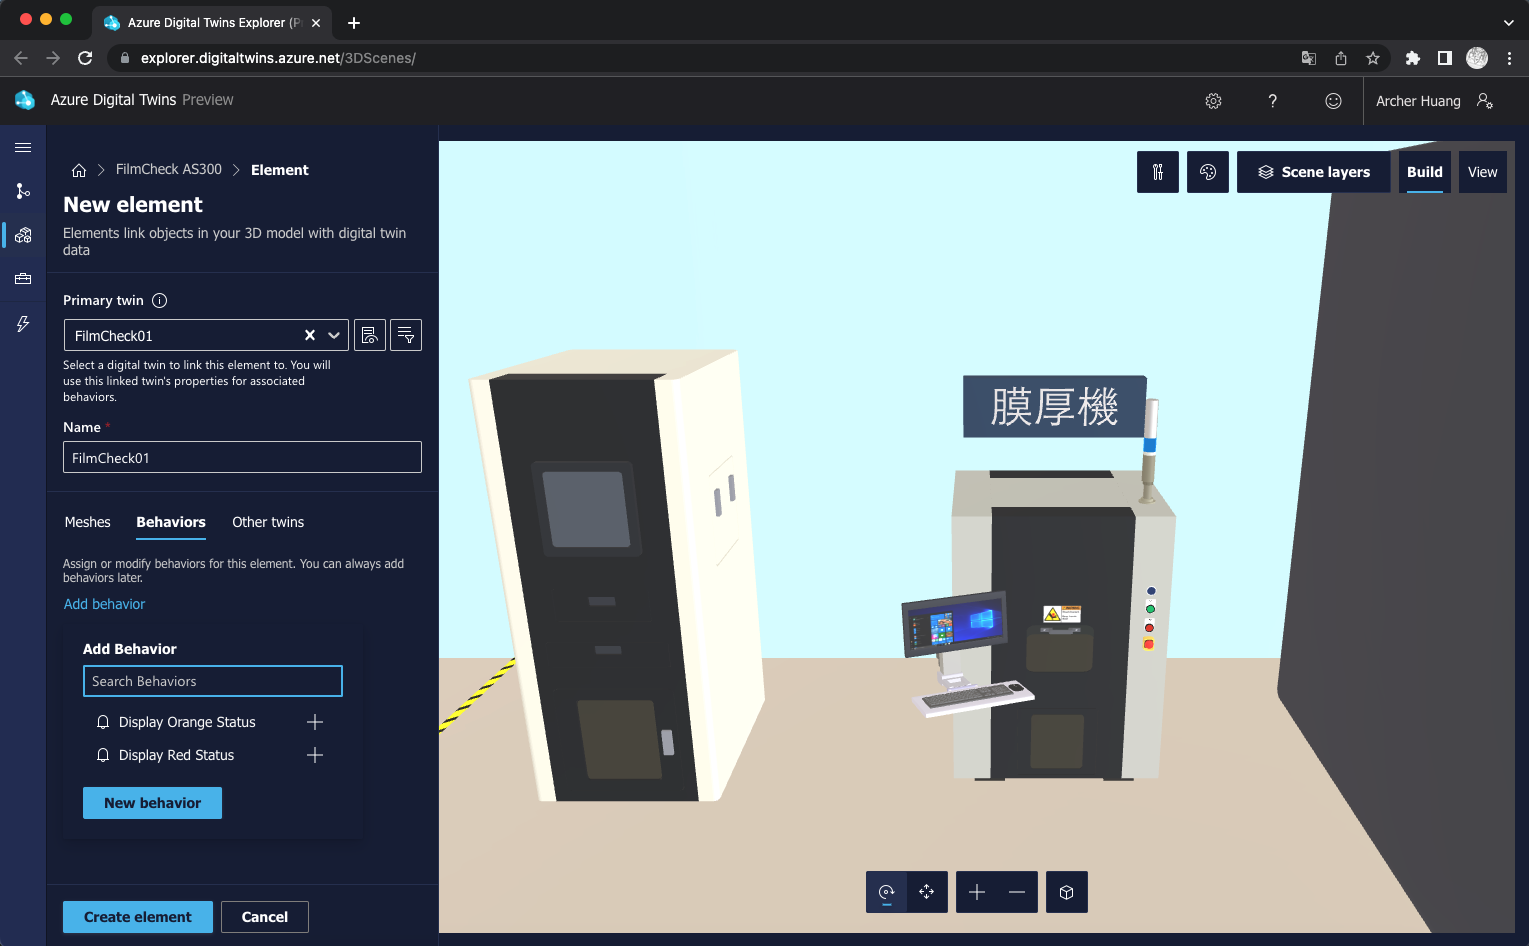 Azure Digital Twins Explorer (P
explorer.digitaltwins.azure.net/3DScenes/
Azure Digital Twins Preview
Archer Huang
FilmCheck AS300
Element
New element
Elements link objects in your 3D model with digital twin
data
Primary twin
FilmCheck01
Select a digital twin to link this element to. You will
use this linked twin's properties for associated
behaviors.
Name *
FilmCheck01
Meshes
Behaviors
Other twins
Assign or modify behaviors for this element. You can always add
behaviors later.
Add behavior
Add Behavior
Search Behaviors
Display Orange Status
Display Red Status
New behavior
Create element
Cancel
Scene layers
Build
View
膜厚機